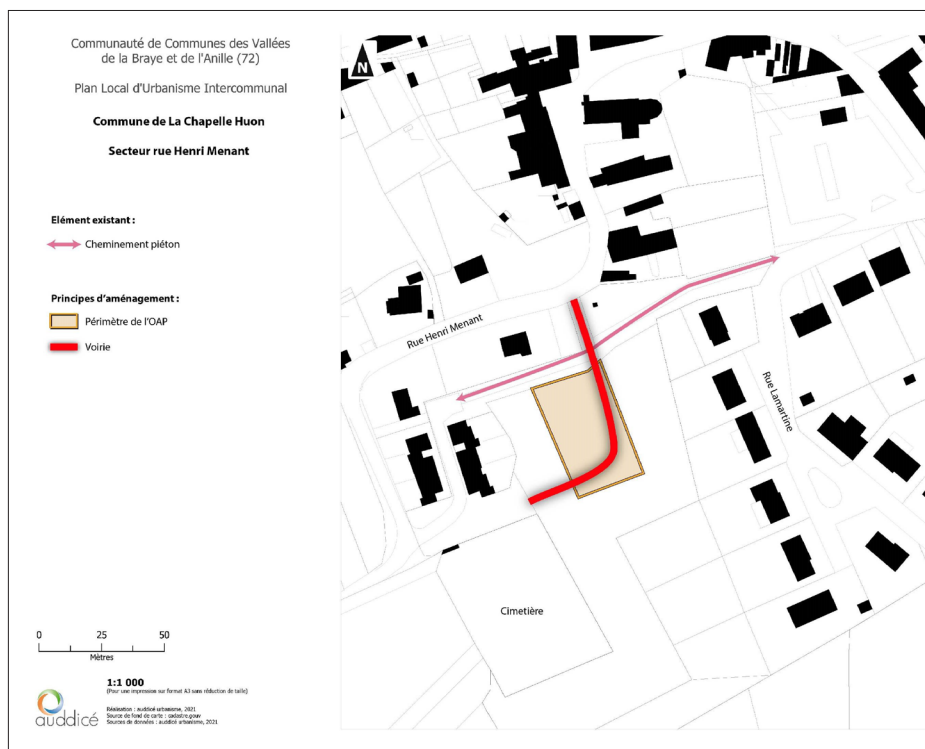 Communauté de Communes des Vallées
de la Braye et de l'Anille (72)
Plan Local d'Urbanisme Intercommunal
Commune de La Chapelle Huon
Secteur rue Henri Menant
Elément existant :
Cheminement piéton
Principes d'aménagement :
Périmètre de l'OAP
Voirie
N
Rue Henri Menant
Rue Lamartine
Cimetière
0 25 50
Mètres
1:1 000
(Pour une impression sur format A3 sans réduction de taille)
Réalisation : auddicé urbanisme, 2021
Source de fond de carte : cadastre.gouv
Sources de données : auddicé urbanisme, 2021
auddicé